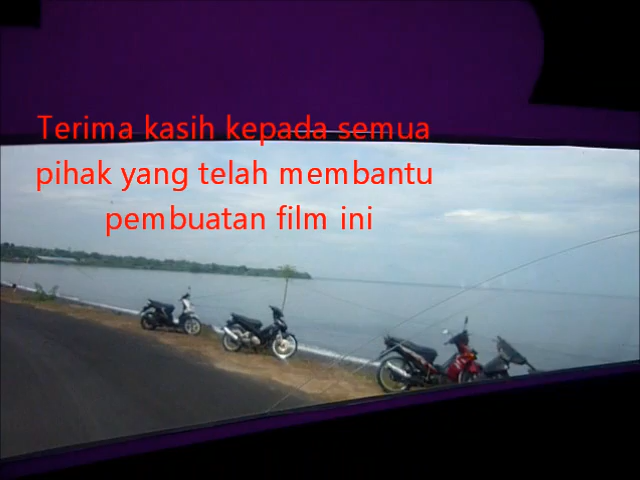 Terima kasih kepada semua
pihak yang telah membantu
pembuatan film ini